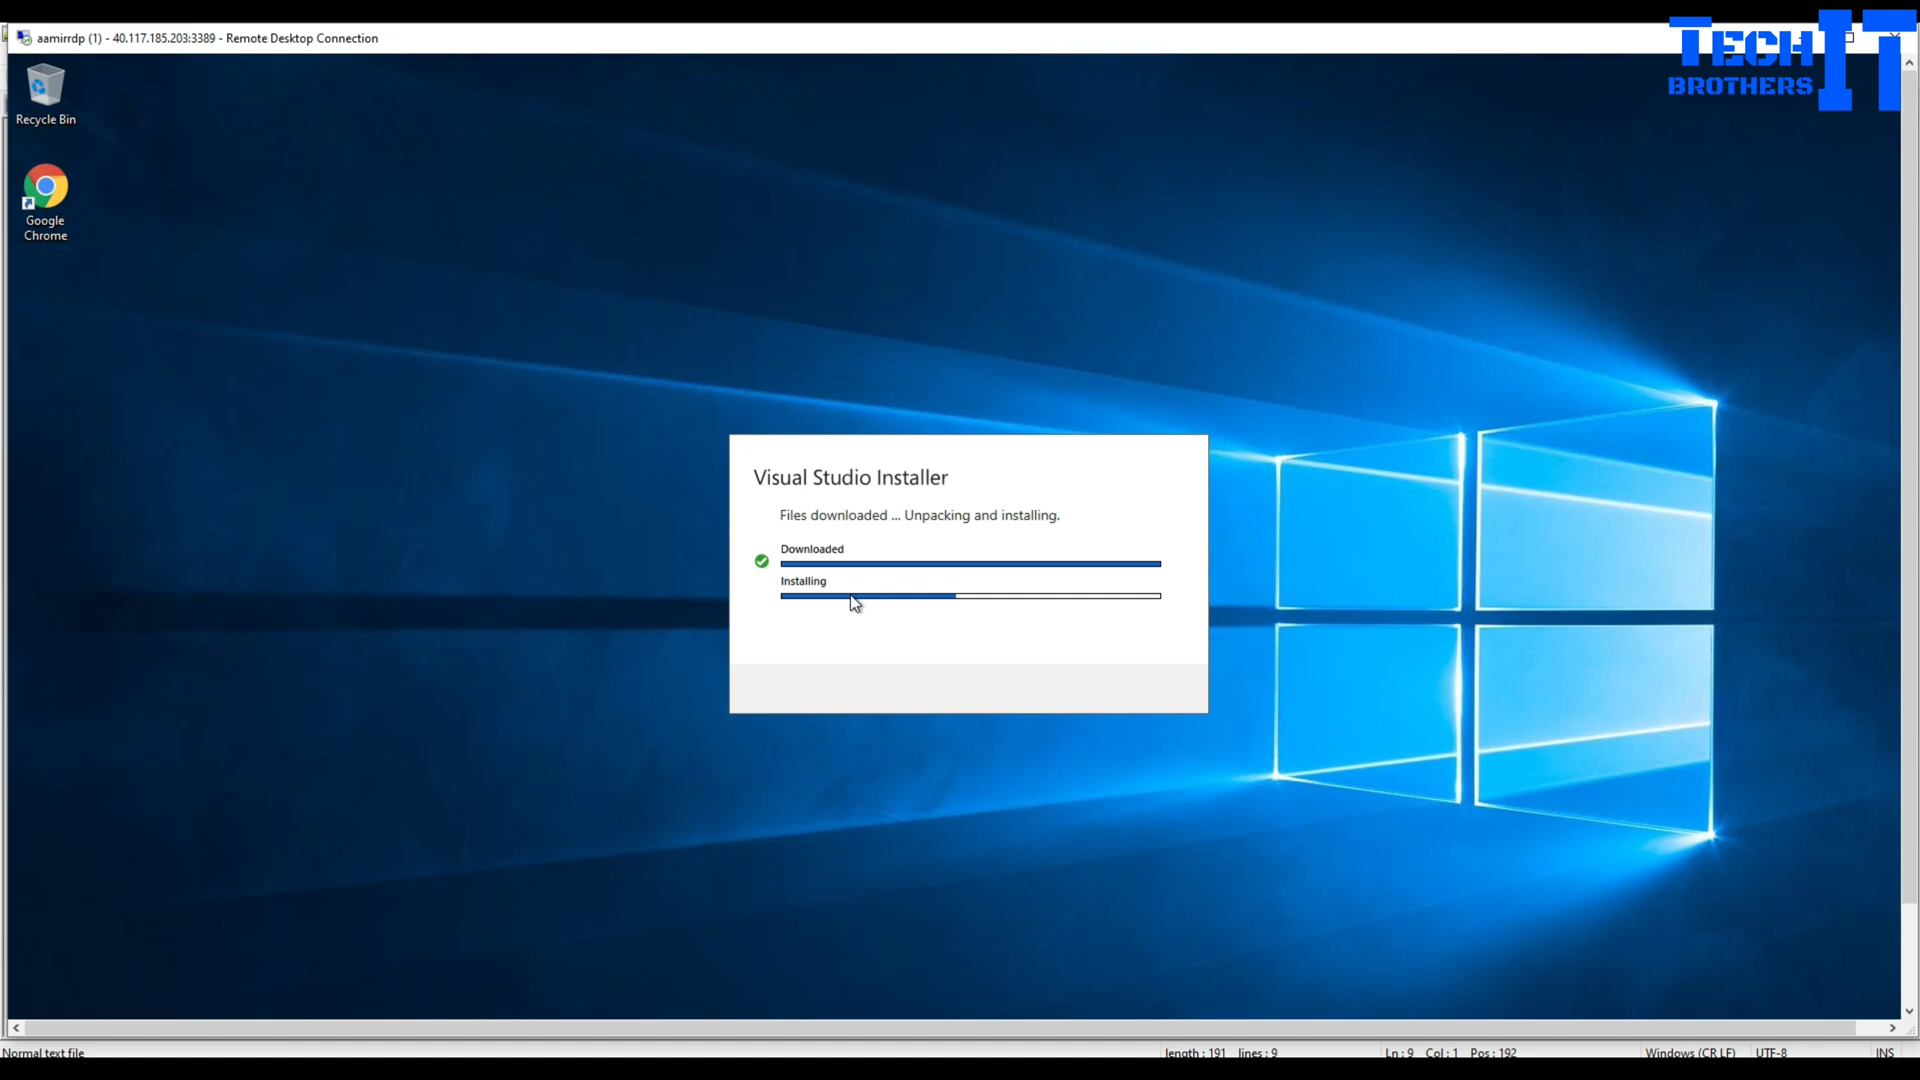 aamirrdp (1) - 40.117.185.203:3389 - Remote Desktop Connection
TECH IT
BROTHERS
Recycle Bin
Google
Chrome
Visual Studio Installer
Files downloaded ... Unpacking and installing.
Downloaded
Installing
Normal text file length : 191 lines : 9 Ln : 9 Col : 1 Pos : 192 Windows (CR LF) UTF-8 INS